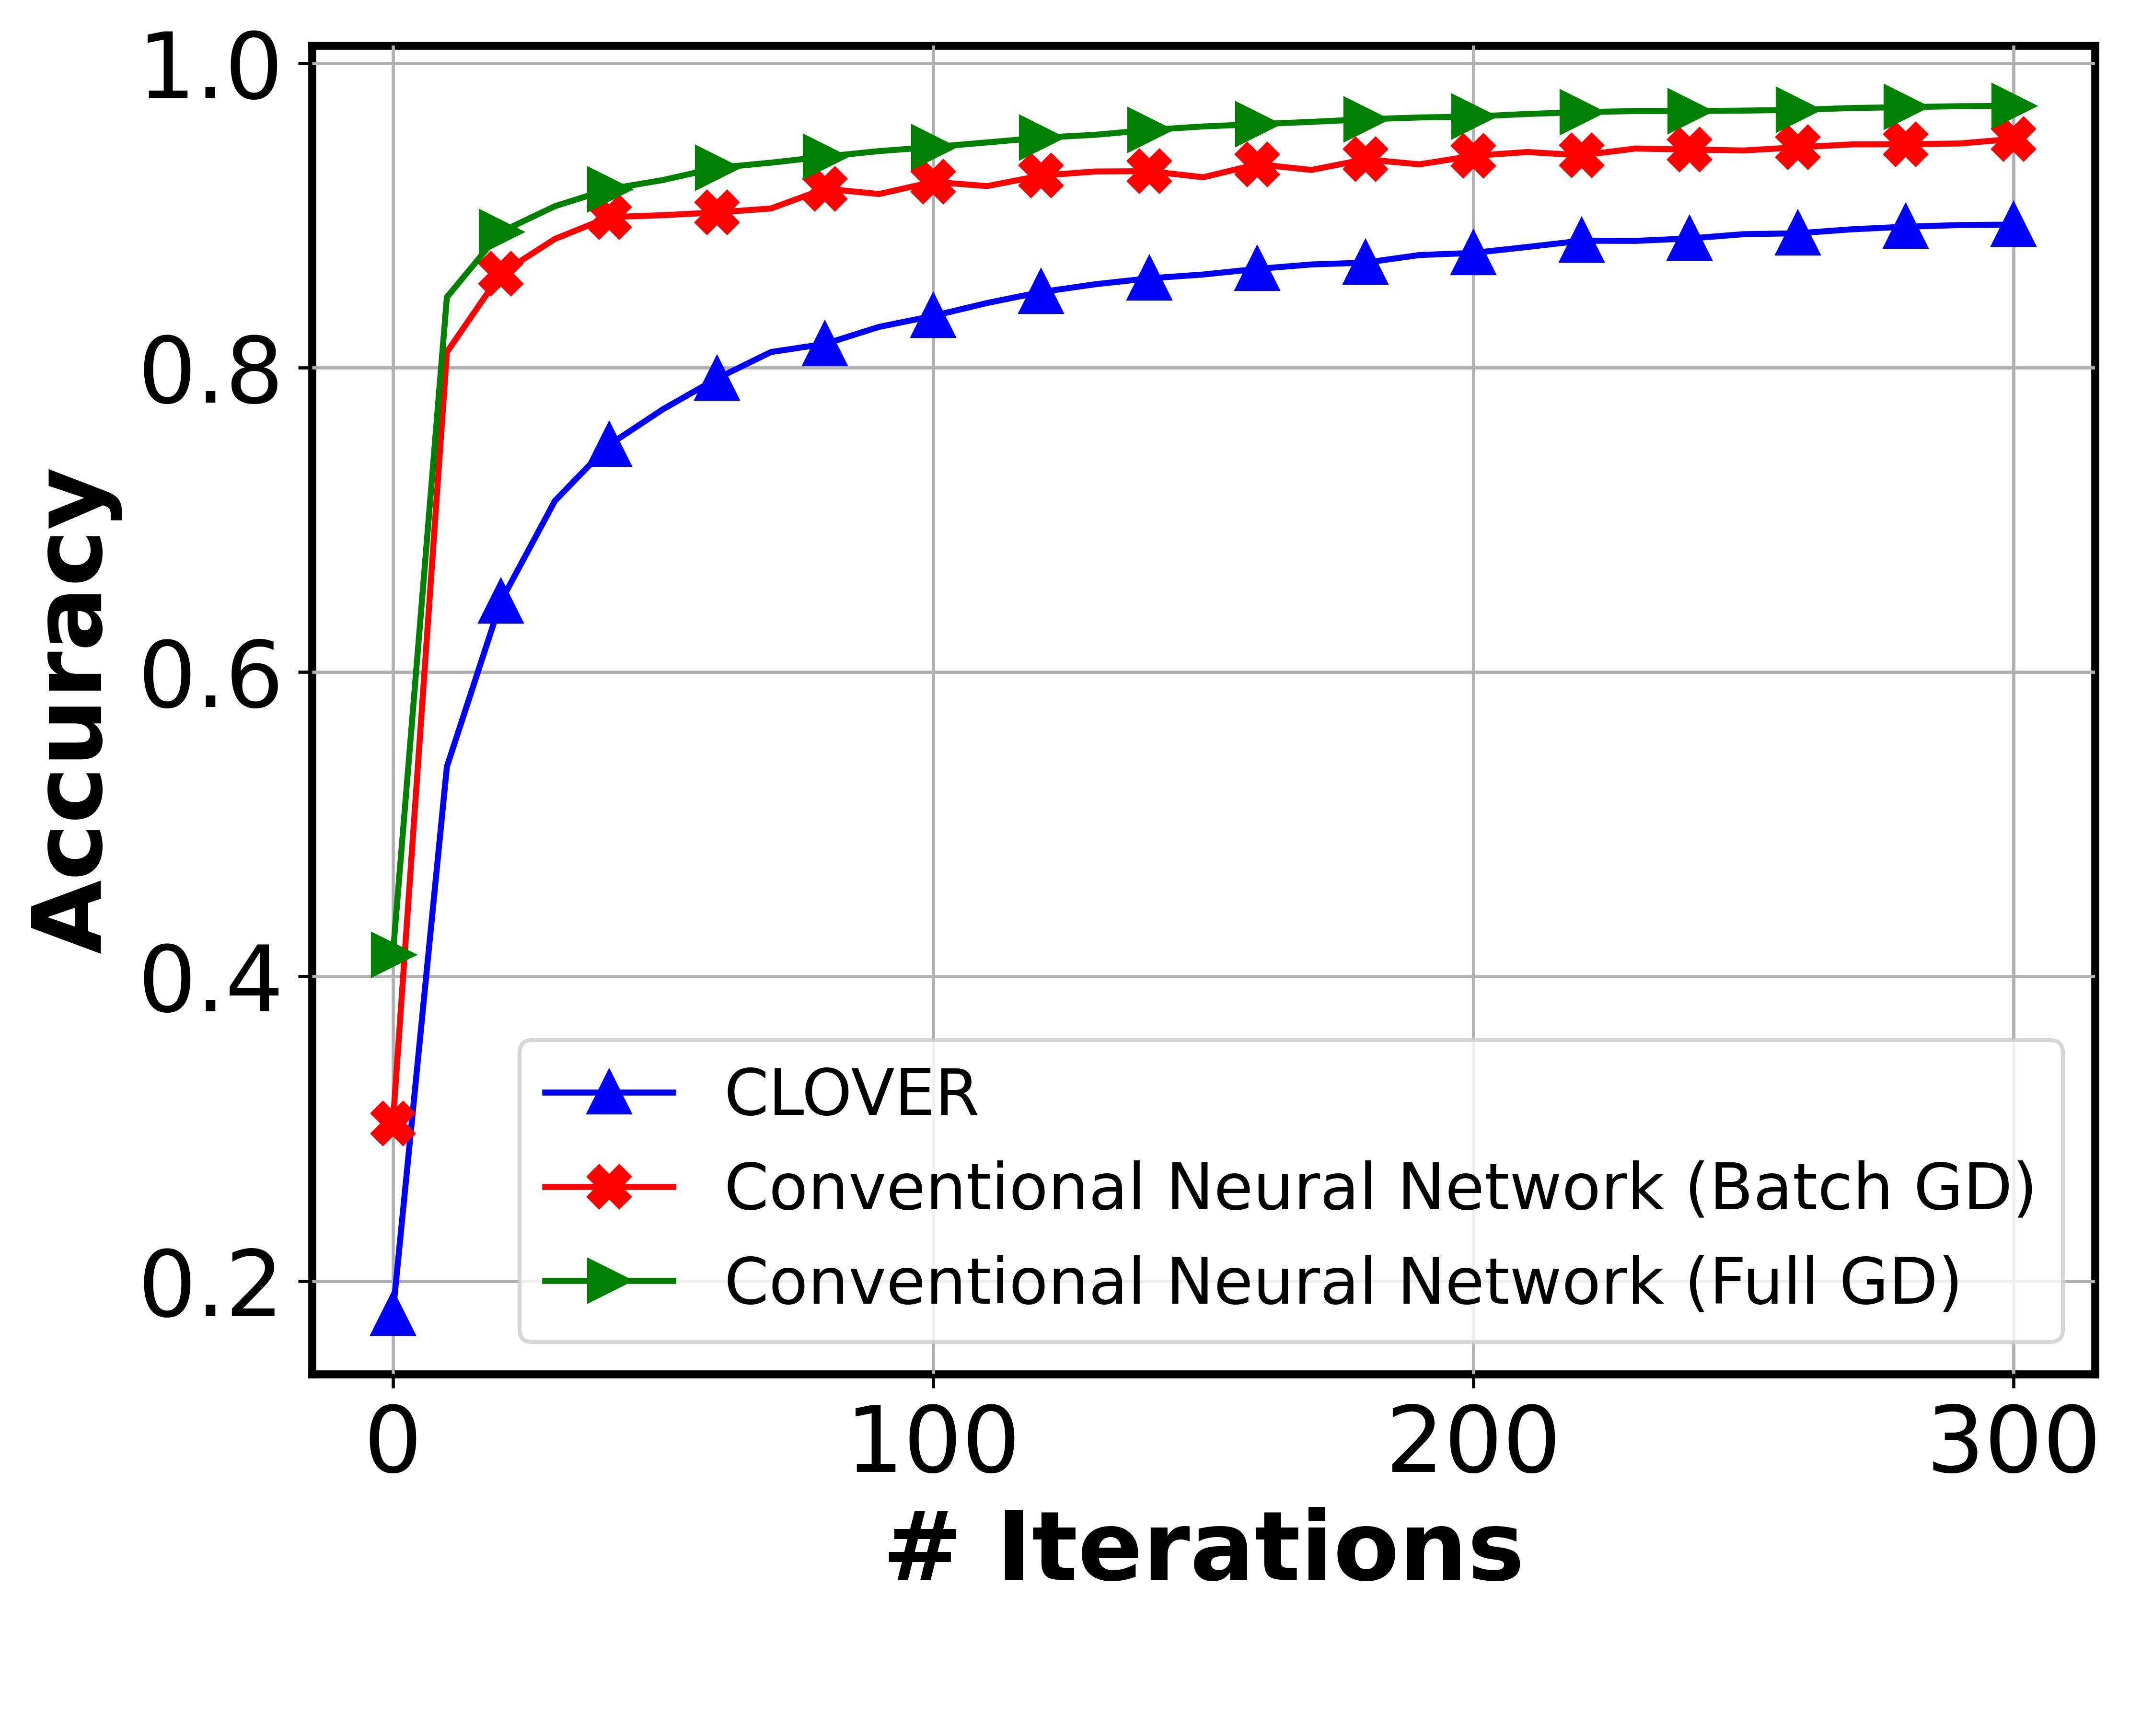 1.0
0.8
0.6
0.4
0.2
Accuracy
CLOVER
Conventional Neural Network (Batch GD)
Conventional Neural Network (Full GD)
0 100 200 300
# Iterations